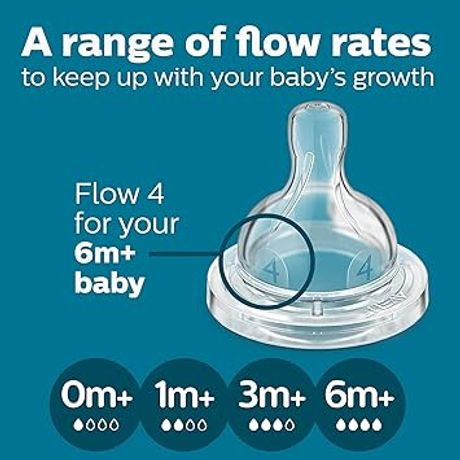 A range of flow rates
to keep up with your baby's growth
Flow 4
for your
6m+
baby
4 4
0m+ 1m+ 3m+ 6m+